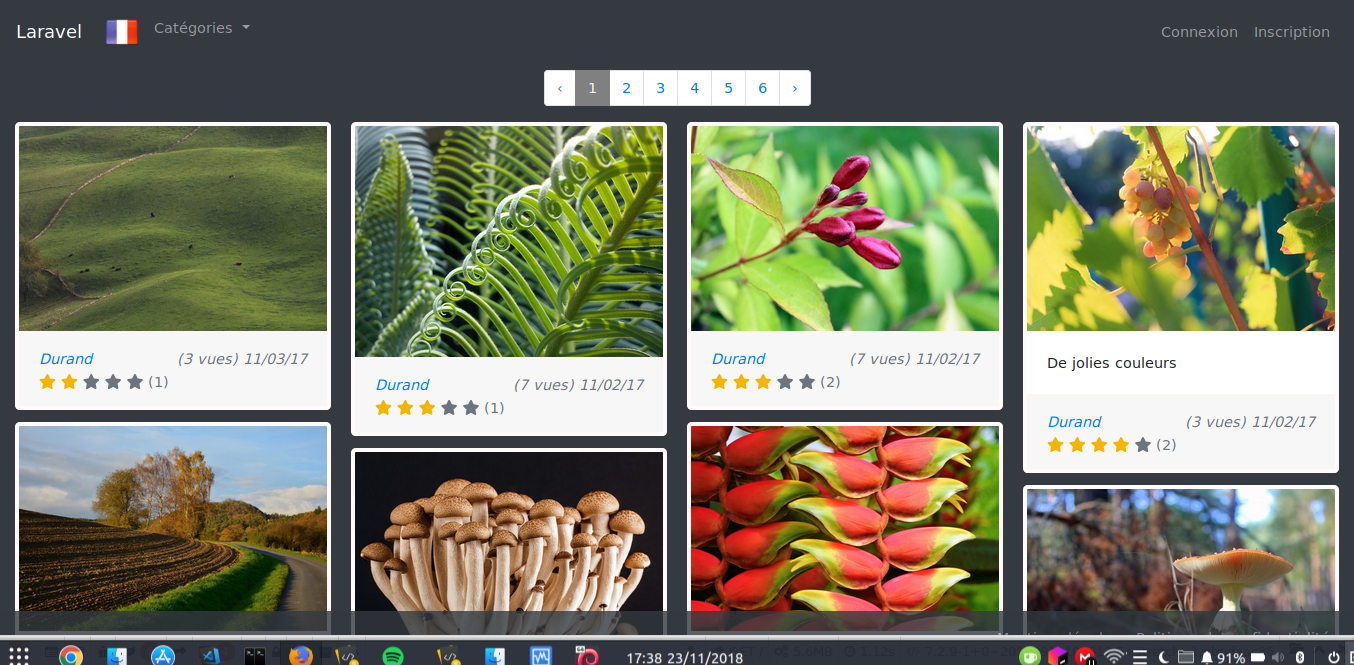 Laravel Catégories Connexion Inscription
‹ 1 2 3 4 5 6 ›
Durand (3 vues) 11/03/17
(1)
Durand (7 vues) 11/02/17
(1)
Durand (7 vues) 11/02/17
(2)
De jolies couleurs
Durand (3 vues) 11/02/17
(2)
17:38 23/11/2018 91%